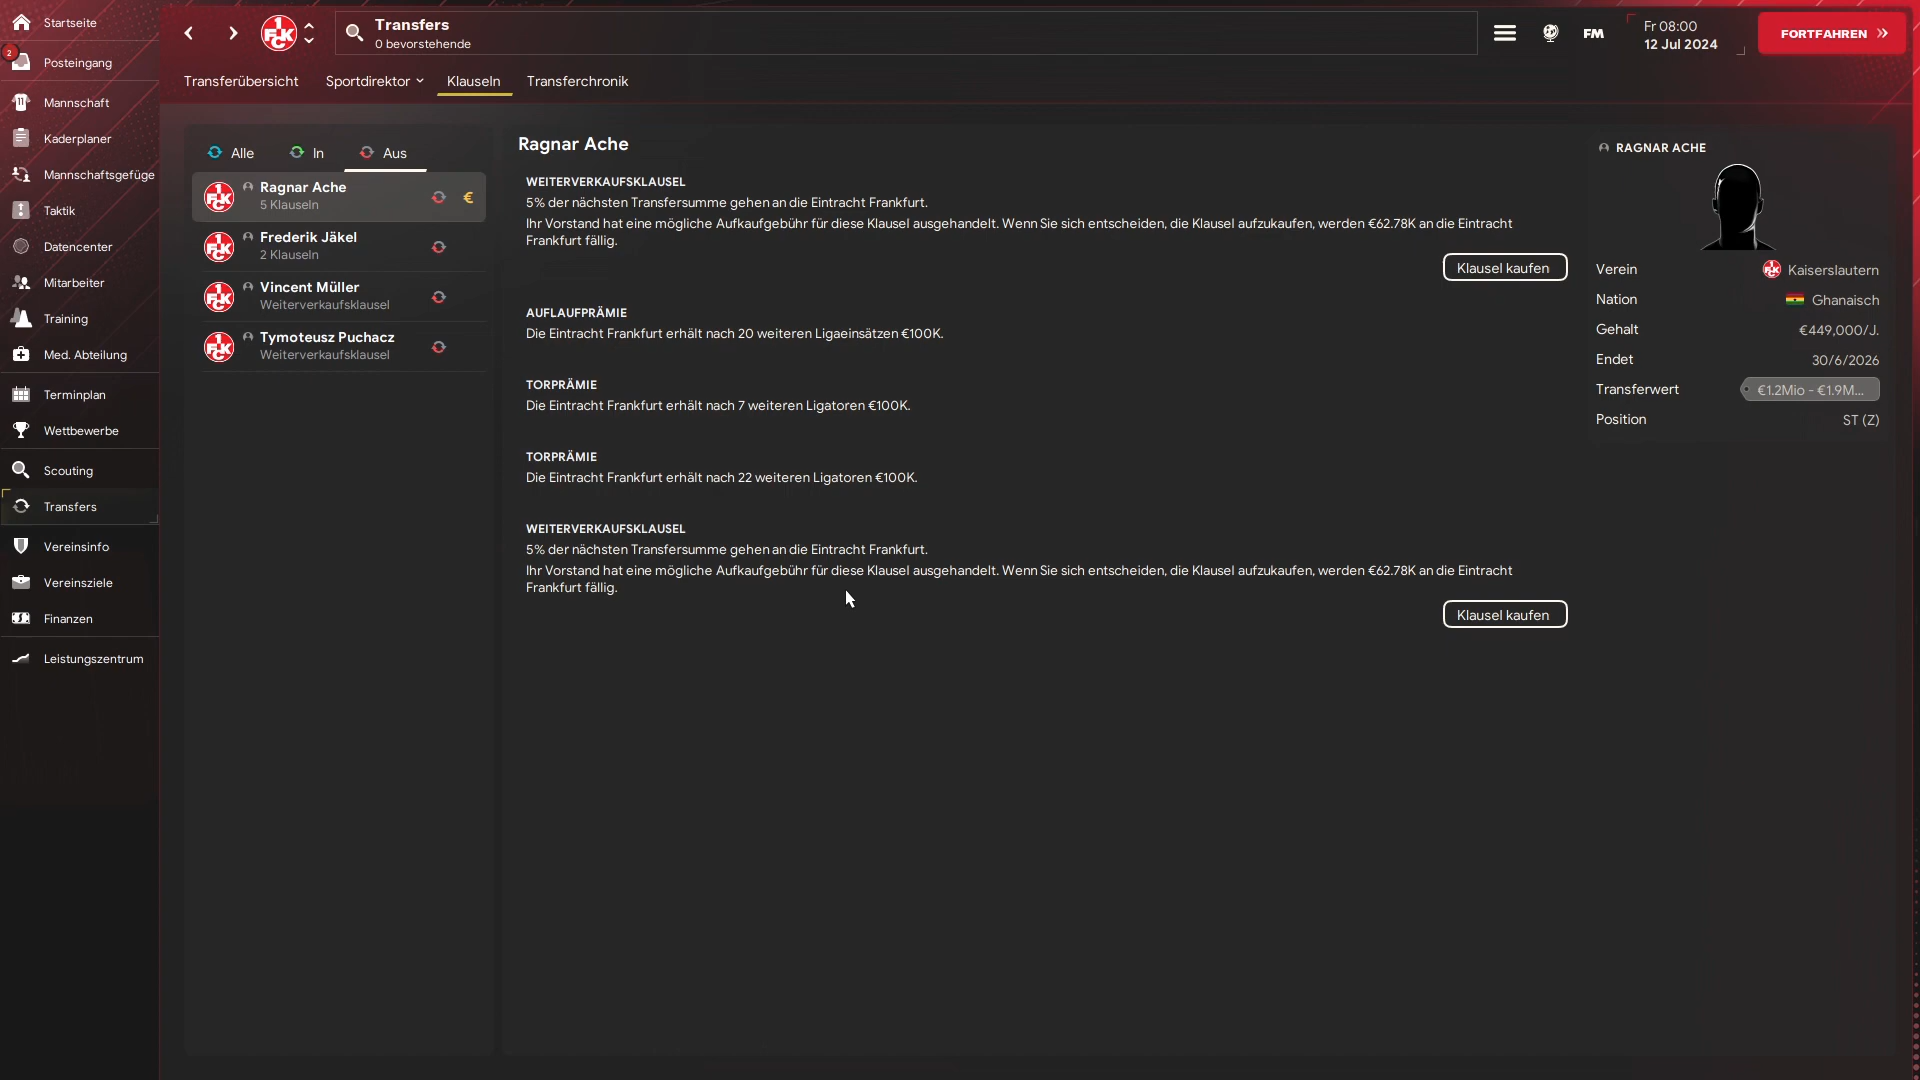 Startseite
2
Posteingang
Mannschaft
Kaderplaner
Mannschaftsgefüge
Taktik
Datencenter
Mitarbeiter
Training
Med. Abteilung
Terminplan
Wettbewerbe
Scouting
Transfers
Vereinsinfo
Vereinsziele
Finanzen
Leistungszentrum
Transfers
0 bevorstehende
FM
Fr 08:00
12 Jul 2024
FORTFAHREN
Transferübersicht
Sportdirektor
Klauseln
Transferchronik
Alle
In
Aus
Ragnar Ache
5 Klauseln
€
Frederik Jäkel
2 Klauseln
Vincent Müller
Weiterverkaufsklausel
Tymoteusz Puchacz
Weiterverkaufsklausel
Ragnar Ache
WEITERVERKAUFSKLAUSEL
5% der nächsten Transfersumme gehen an die Eintracht Frankfurt.
Ihr Vorstand hat eine mögliche Aufkaufgebühr für diese Klausel ausgehandelt. Wenn Sie sich entscheiden, die Klausel aufzukaufen, werden €62.78K an die Eintracht
Frankfurt fällig.
Klausel kaufen
AUFLAUFPRÄMIE
Die Eintracht Frankfurt erhält nach 20 weiteren Ligaeinsätzen €100K.
TORPRÄMIE
Die Eintracht Frankfurt erhält nach 7 weiteren Ligatoren €100K.
TORPRÄMIE
Die Eintracht Frankfurt erhält nach 22 weiteren Ligatoren €100K.
WEITERVERKAUFSKLAUSEL
5% der nächsten Transfersumme gehen an die Eintracht Frankfurt.
Ihr Vorstand hat eine mögliche Aufkaufgebühr für diese Klausel ausgehandelt. Wenn Sie sich entscheiden, die Klausel aufzukaufen, werden €62.78K an die Eintracht
Frankfurt fällig.
Klausel kaufen
RAGNAR ACHE
Verein Kaiserslautern
Nation Ghanaisch
Gehalt €449,000/J.
Endet 30/6/2026
Transferwert €1.2Mio - €1.9M...
Position ST (Z)